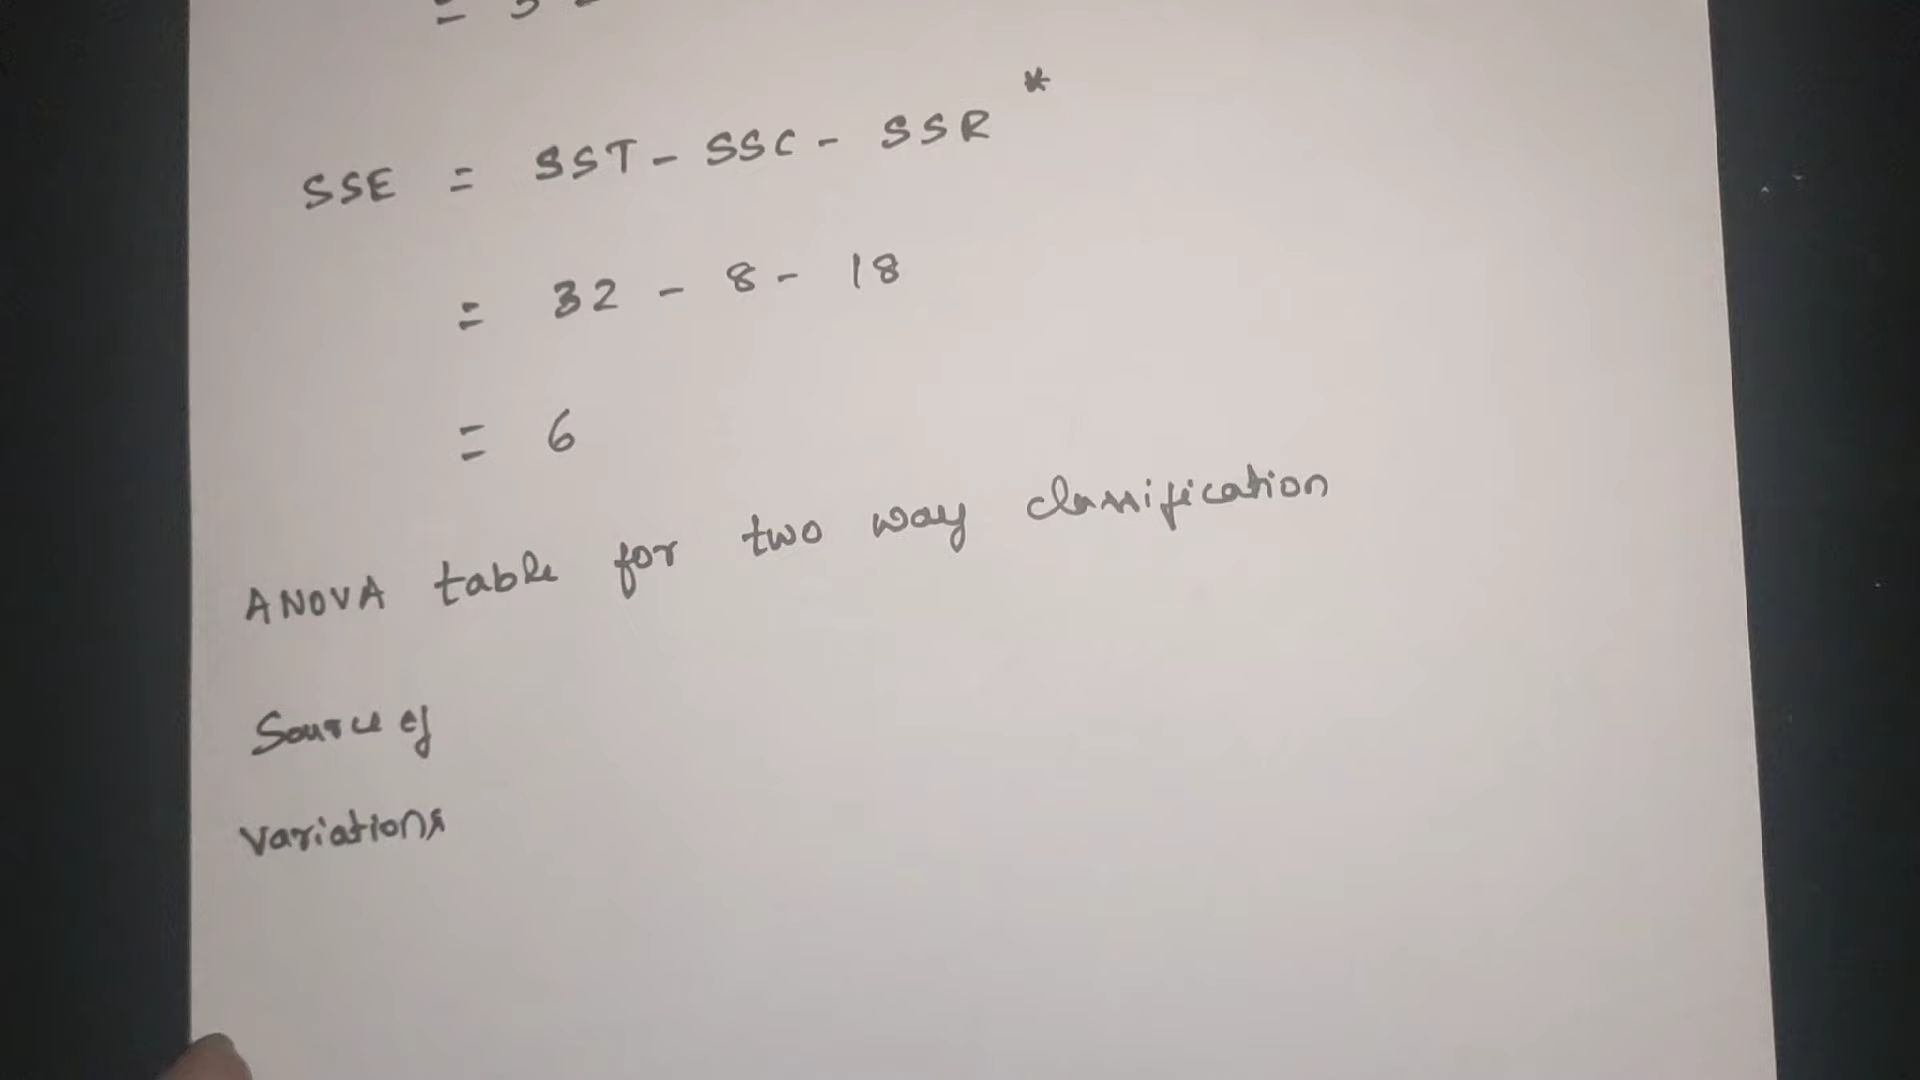 SSE = SST - SSC - SSR *
= 32 - 8 - 18
= 6
ANOVA table for two way classification
Source of
variations